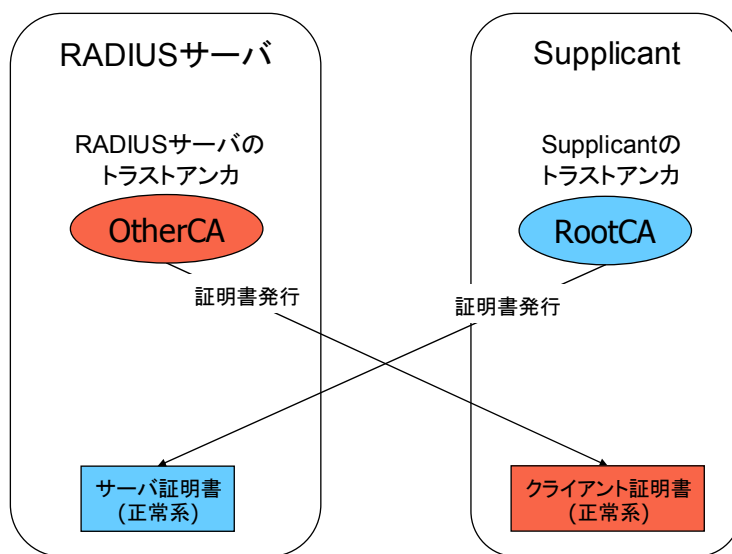 RADIUSサーバ
Supplicant
RADIUSサーバの
トラストアンカ
Supplicantの
トラストアンカ
OtherCA
RootCA
証明書発行
証明書発行
サーバ証明書
(正常系)
クライアント証明書
(正常系)